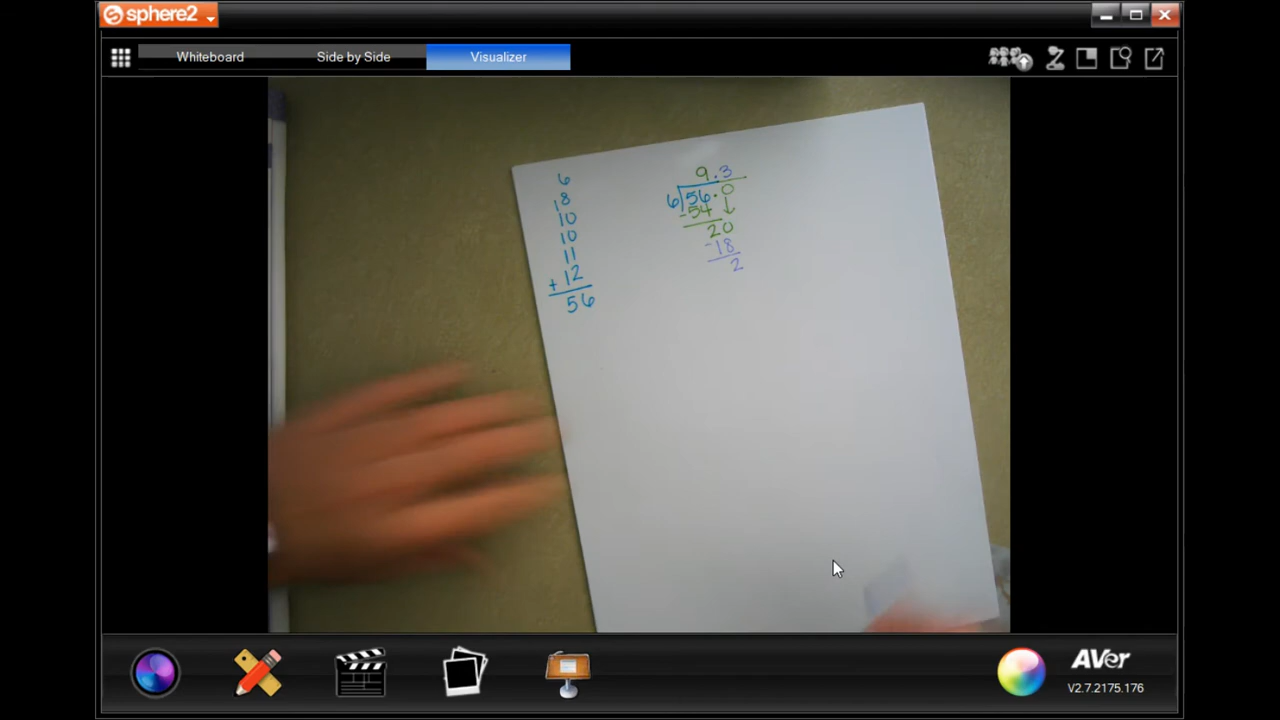 sphere2
Whiteboard
Side by Side
Visualizer
6
18
10
10
11
+ 12
56
9.3
6 56.0
-54
20
-18
2
AVer
V2.7.2175.176